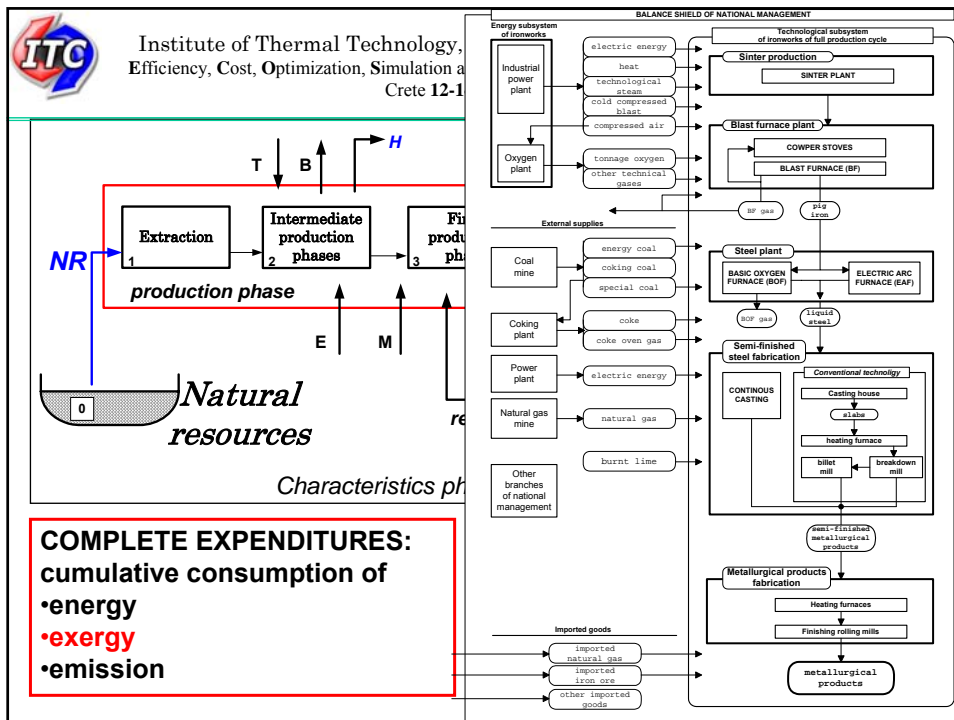 ITC
Institute of Thermal Technology,
Efficiency, Cost, Optimization, Simulation a
Crete 12-1
T
B
H
NR
Extraction
1
Intermediate
production
phases
2
Fin
produ
pha
3
production phase
E
M
re
0
Natural
resources
Characteristics ph
COMPLETE EXPENDITURES:
cumulative consumption of
•energy
•exergy
•emission
BALANCE SHIELD OF NATIONAL MANAGEMENT
Energy subsystem
of ironworks
Industrial
power
plant
Oxygen
plant
electric energy
heat
technological
steam
cold compressed
blast
compressed air
tonnage oxygen
other technical
gases
External supplies
Coal
mine
energy coal
coking coal
special coal
Coking
plant
coke
coke oven gas
Power
plant
electric energy
Natural gas
mine
natural gas
burnt lime
Other
branches
of national
management
Imported goods
imported
natural gas
imported
iron ore
other imported
goods
Technological subsystem
of ironworks of full production cycle
Sinter production
SINTER PLANT
Blast furnace plant
COWPER STOVES
BLAST FURNACE (BF)
BF gas
pig
iron
Steel plant
BASIC OXYGEN
FURNACE (BOF)
ELECTRIC ARC
FURNACE (EAF)
BOF gas
liquid
steel
Semi-finished
steel fabrication
CONTINOUS
CASTING
Conventional technology
Casting house
slabs
heating furnace
billet
mill
breakdown
mill
semi-finished
metallurgical
products
Metallurgical products
fabrication
Heating furnaces
Finishing rolling mills
metallurgical
products